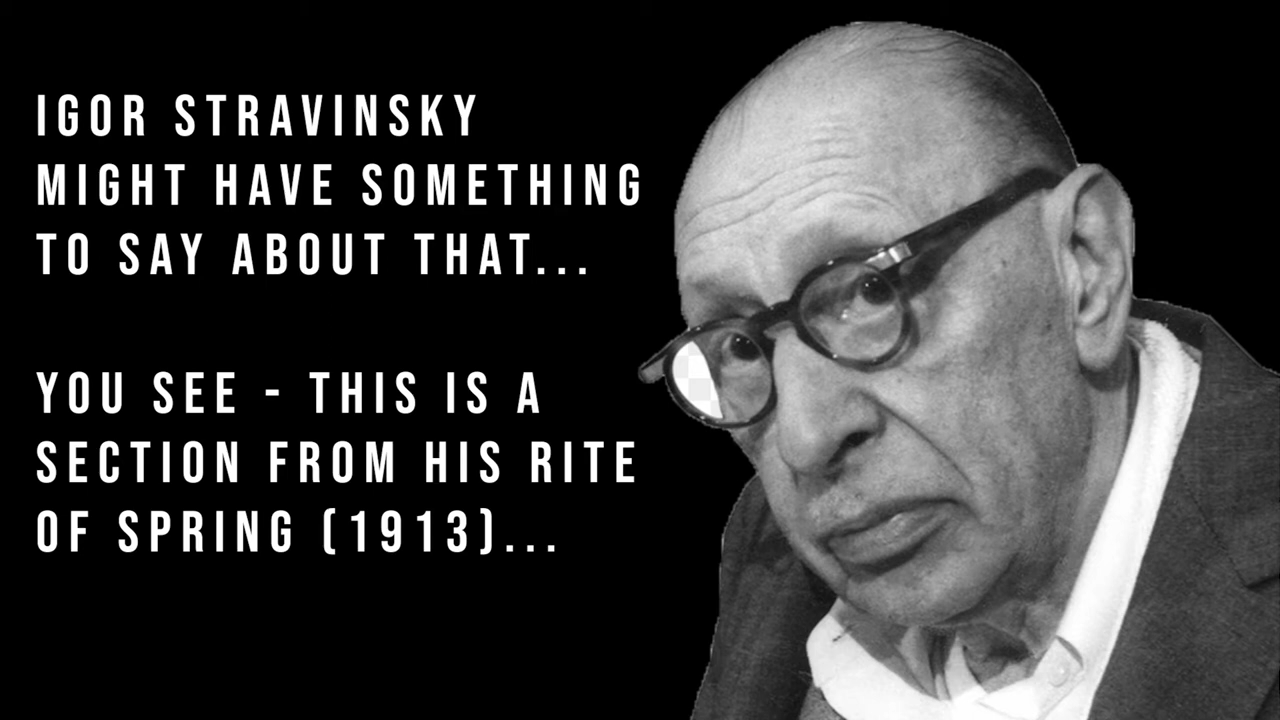 IGOR STRAVINSKY
MIGHT HAVE SOMETHING
TO SAY ABOUT THAT...
YOU SEE - THIS IS A
SECTION FROM HIS RITE
OF SPRING (1913)...